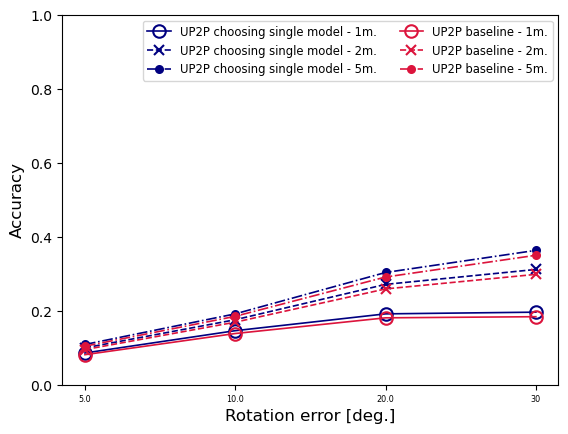 UP2P choosing single model - 1m.
UP2P choosing single model - 2m.
UP2P choosing single model - 5m.
UP2P baseline - 1m.
UP2P baseline - 2m.
UP2P baseline - 5m.
1.0
0.8
0.6
0.4
0.2
0.0
Accuracy
5.0 10.0 20.0 30
Rotation error [deg.]